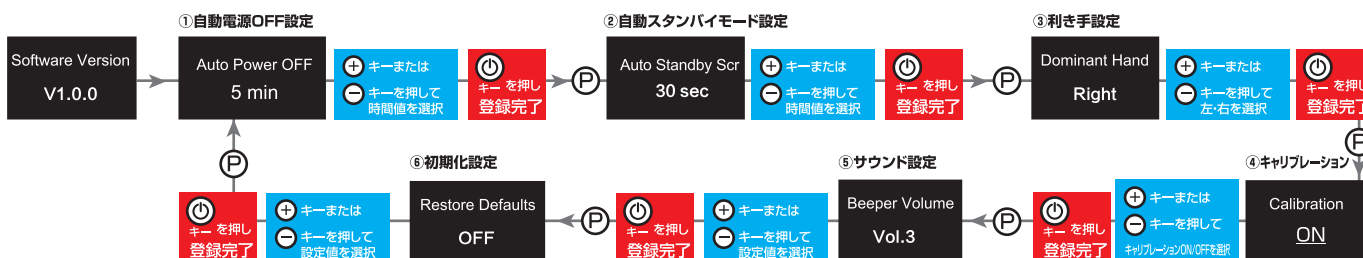 ①自動電源OFF設定
②自動スタンバイモード設定
③利き手設定
Software Version
V1.0.0
Auto Power OFF
5 min
キーまたは
キーを押して
時間値を選択
キー を押し
登録完了
P
Auto Standby Scr
30 sec
キーまたは
キーを押して
時間値を選択
キー を押し
登録完了
P
Dominant Hand
Right
キーまたは
キーを押して
左・右を選択
キー を押し
登録完了
P
④キャリブレーション
Calibration
ON
キーまたは
キーを押して
キャリブレーションON/OFFを選択
キー を押し
登録完了
P
⑤サウンド設定
Beeper Volume
Vol.3
キーまたは
キーを押して
設定値を選択
キー を押し
登録完了
P
⑥初期化設定
Restore Defaults
OFF
キーまたは
キーを押して
設定値を選択
キー を押し
登録完了
P